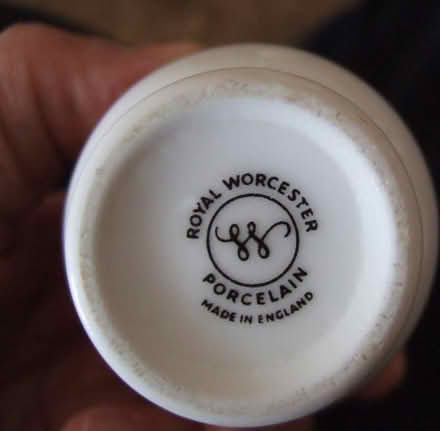 ROYAL WORCESTER
W
PORCELAIN
MADE IN ENGLAND